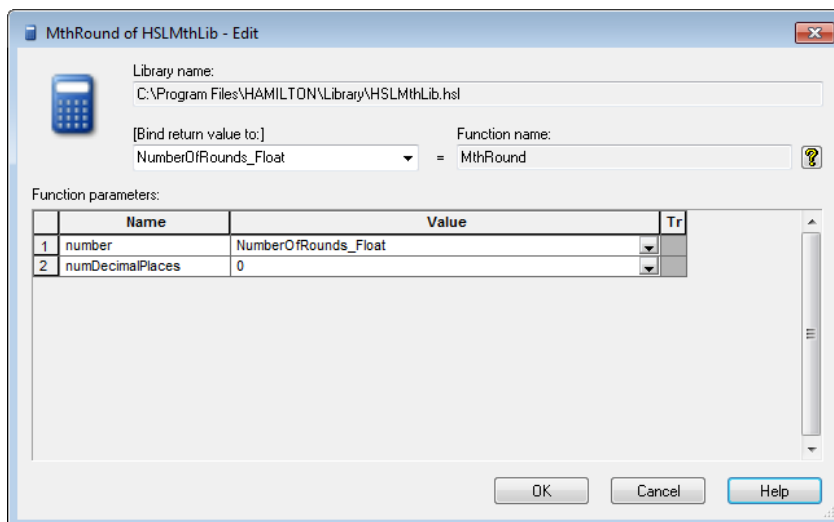 MthRound of HSLMthLib - Edit
Library name:
C:\Program Files\HAMILTON\Library\HSLMthLib.hsl
[Bind return value to:] Function name:
NumberOfRounds_Float = MthRound
Function parameters:
Name Value Tr
1 number NumberOfRounds_Float
2 numDecimalPlaces 0
OK Cancel Help